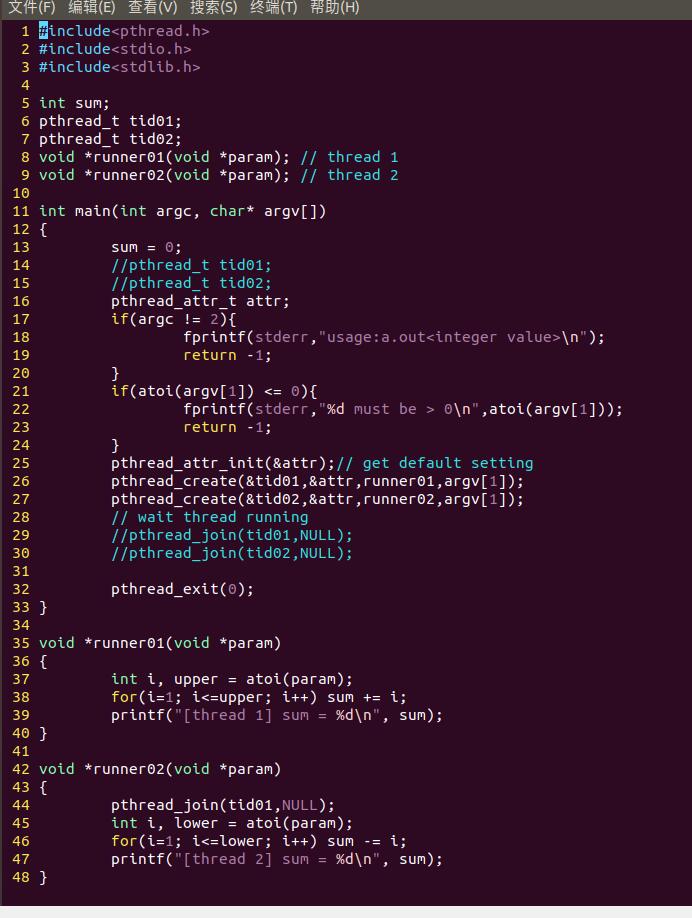 文件(F) 编辑(E) 查看(V) 搜索(S) 终端(T) 帮助(H)
1 #include<pthread.h>
2 #include<stdio.h>
3 #include<stdlib.h>
4
5 int sum;
6 pthread_t tid01;
7 pthread_t tid02;
8 void *runner01(void *param); // thread 1
9 void *runner02(void *param); // thread 2
10
11 int main(int argc, char* argv[])
12 {
13         sum = 0;
14         //pthread_t tid01;
15         //pthread_t tid02;
16         pthread_attr_t attr;
17         if(argc != 2){
18                 fprintf(stderr,"usage:a.out<integer value>\n");
19                 return -1;
20         }
21         if(atoi(argv[1]) <= 0){
22                 fprintf(stderr,"%d must be > 0\n",atoi(argv[1]));
23                 return -1;
24         }
25         pthread_attr_init(&attr);// get default setting
26         pthread_create(&tid01,&attr,runner01,argv[1]);
27         pthread_create(&tid02,&attr,runner02,argv[1]);
28         // wait thread running
29         //pthread_join(tid01,NULL);
30         //pthread_join(tid02,NULL);
31
32         pthread_exit(0);
33 }
34
35 void *runner01(void *param)
36 {
37         int i, upper = atoi(param);
38         for(i=1; i<=upper; i++) sum += i;
39         printf("[thread 1] sum = %d\n", sum);
40 }
41
42 void *runner02(void *param)
43 {
44         pthread_join(tid01,NULL);
45         int i, lower = atoi(param);
46         for(i=1; i<=lower; i++) sum -= i;
47         printf("[thread 2] sum = %d\n", sum);
48 }